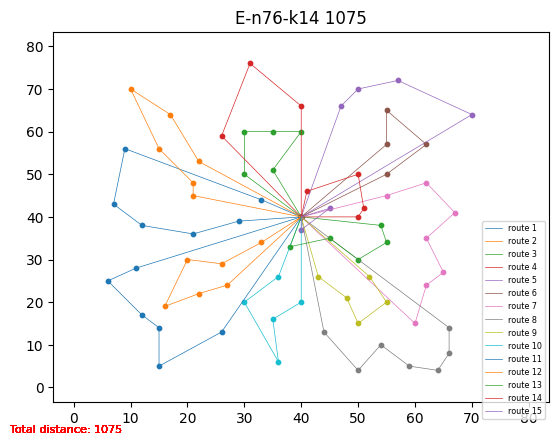 E-n76-k14 1075
80
70
60
50
40
30
20
10
0
0 10 20 30 40 50 60 70 80
route 1
route 2
route 3
route 4
route 5
route 6
route 7
route 8
route 9
route 10
route 11
route 12
route 13
route 14
route 15
Total distance: 1075